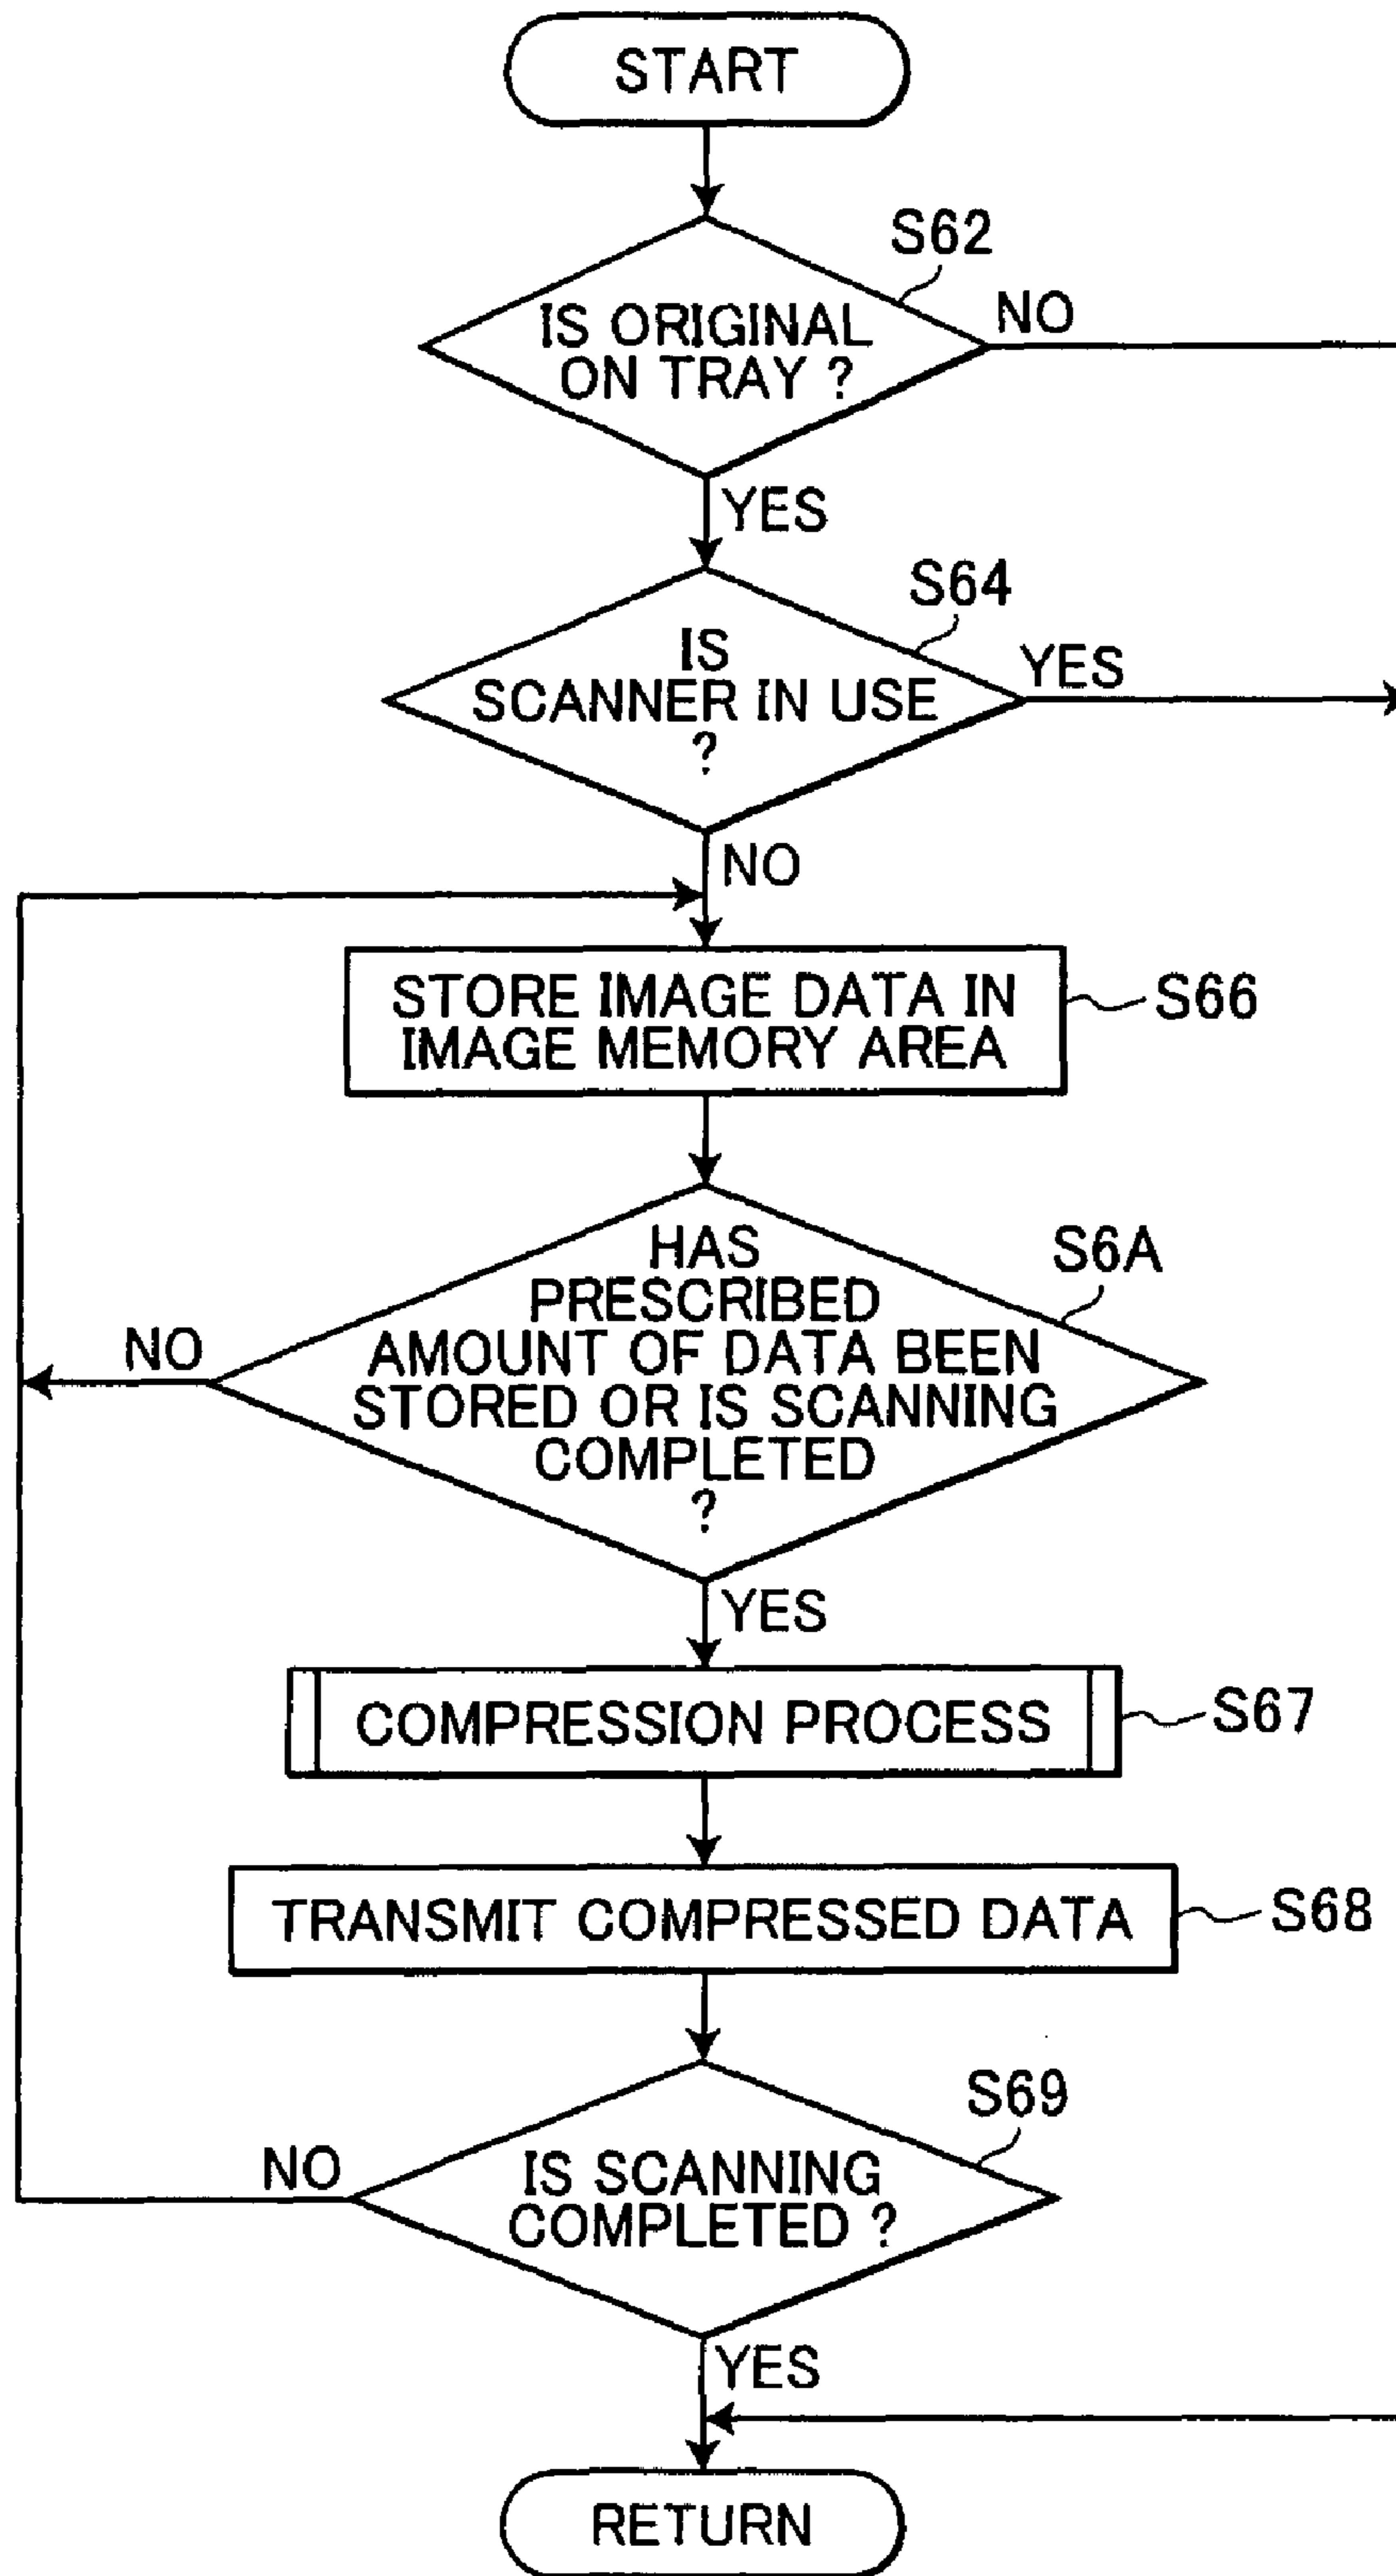 START
S62
IS ORIGINAL
ON TRAY ?
NO
YES
S64
IS
SCANNER IN USE
?
YES
NO
STORE IMAGE DATA IN
IMAGE MEMORY AREA
S66
HAS
PRESCRIBED
AMOUNT OF DATA BEEN
STORED OR IS SCANNING
COMPLETED
?
S6A
NO
YES
COMPRESSION PROCESS
S67
TRANSMIT COMPRESSED DATA
S68
S69
IS SCANNING
COMPLETED ?
NO
YES
RETURN